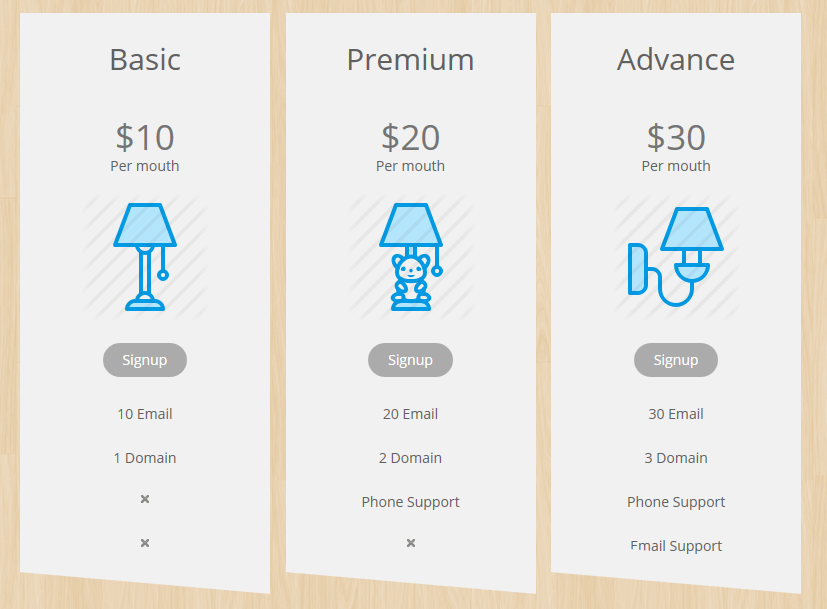 Basic
$10
Per mouth
Signup
10 Email
1 Domain
Premium
$20
Per mouth
Signup
20 Email
2 Domain
Phone Support
Advance
$30
Per mouth
Signup
30 Email
3 Domain
Phone Support
Fmail Support